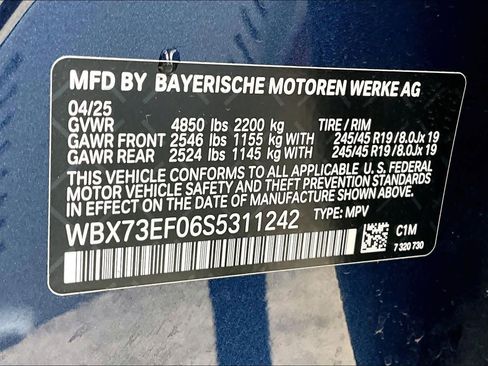 MFD BY BAYERISCHE MOTOREN WERKE AG
04/25
GVWR 4850 lbs 2200 kg TIRE / RIM
GAWR FRONT 2546 lbs 1155 kg WITH 245/45 R19 /8.0Jx 19
GAWR REAR 2524 lbs 1145 kg WITH 245/45 R19 /8.0Jx 19
THIS VEHICLE CONFORMS TO ALL APPLICABLE U. S. FEDERAL
MOTOR VEHICLE SAFETY STANDARDS IN EFFECT ON THE
DATE OF MANUFACTURE SHOWN ABOVE.
WBX73EF06S5311242 TYPE: MPV
C1M
7 320 730